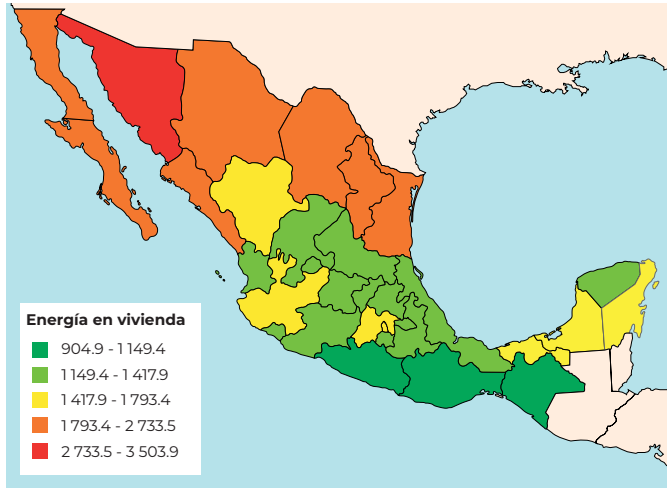 Energía en vivienda
904.9 - 1 149.4
1 149.4 - 1 417.9
1 417.9 - 1 793.4
1 793.4 - 2 733.5
2 733.5 - 3 503.9